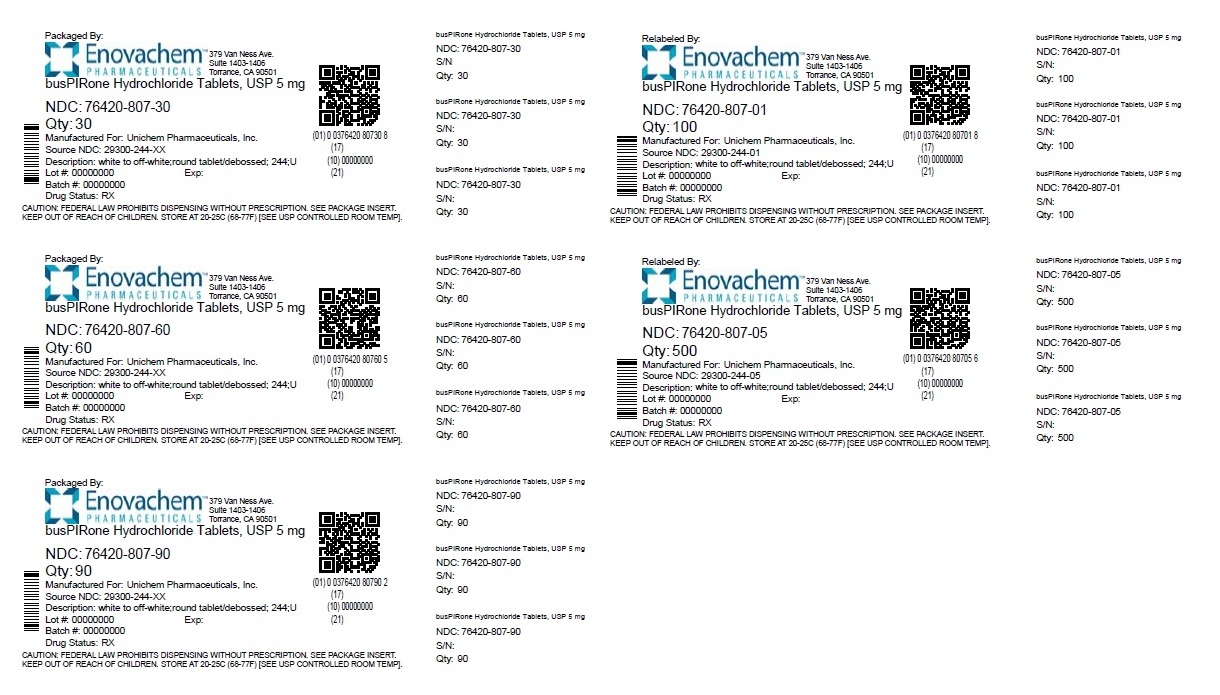 Packaged By:
Enovachem™
PHARMACEUTICALS
379 Van Ness Ave.
Suite 1403-1406
Torrance, CA 90501
busPIRone Hydrochloride Tablets, USP 5 mg
NDC: 76420-807-30
Qty: 30
Manufactured For: Unichem Pharmaceuticals, Inc.
Source NDC: 29300-244-XX
Description: white to off-white;round tablet/debossed; 244;U
Lot #: 00000000 Exp:
Batch #: 00000000
Drug Status: RX
(01) 0 0376420 80730 8
(17)
(10) 00000000
(21)
CAUTION: FEDERAL LAW PROHIBITS DISPENSING WITHOUT PRESCRIPTION. SEE PACKAGE INSERT.
KEEP OUT OF REACH OF CHILDREN. STORE AT 20-25C (68-77F) [SEE USP CONTROLLED ROOM TEMP].
busPIRone Hydrochloride Tablets, USP 5 mg
NDC: 76420-807-30
S/N
Qty: 30
busPIRone Hydrochloride Tablets, USP 5 mg
NDC: 76420-807-30
S/N:
Qty: 30
busPIRone Hydrochloride Tablets, USP 5 mg
NDC: 76420-807-30
S/N:
Qty: 30
Relabeled By:
Enovachem™
PHARMACEUTICALS
379 Van Ness Ave.
Suite 1403-1406
Torrance, CA 90501
busPIRone Hydrochloride Tablets, USP 5 mg
NDC: 76420-807-01
Qty: 100
Manufactured For: Unichem Pharmaceuticals, Inc.
Source NDC: 29300-244-01
Description: white to off-white;round tablet/debossed; 244;U
Lot #: 00000000 Exp:
Batch #: 00000000
Drug Status: RX
(01) 0 0376420 80701 8
(17)
(10) 00000000
(21)
CAUTION: FEDERAL LAW PROHIBITS DISPENSING WITHOUT PRESCRIPTION. SEE PACKAGE INSERT.
KEEP OUT OF REACH OF CHILDREN. STORE AT 20-25C (68-77F) [SEE USP CONTROLLED ROOM TEMP].
busPIRone Hydrochloride Tablets, USP 5 mg
NDC: 76420-807-01
S/N:
Qty: 100
busPIRone Hydrochloride Tablets, USP 5 mg
NDC: 76420-807-01
S/N:
Qty: 100
busPIRone Hydrochloride Tablets, USP 5 mg
NDC: 76420-807-01
S/N:
Qty: 100
Packaged By:
Enovachem™
PHARMACEUTICALS
379 Van Ness Ave.
Suite 1403-1406
Torrance, CA 90501
busPIRone Hydrochloride Tablets, USP 5 mg
NDC: 76420-807-60
Qty: 60
Manufactured For: Unichem Pharmaceuticals, Inc.
Source NDC: 29300-244-XX
Description: white to off-white;round tablet/debossed; 244;U
Lot #: 00000000 Exp:
Batch #: 00000000
Drug Status: RX
(01) 0 0376420 80760 5
(17)
(10) 00000000
(21)
CAUTION: FEDERAL LAW PROHIBITS DISPENSING WITHOUT PRESCRIPTION. SEE PACKAGE INSERT.
KEEP OUT OF REACH OF CHILDREN. STORE AT 20-25C (68-77F) [SEE USP CONTROLLED ROOM TEMP].
busPIRone Hydrochloride Tablets, USP 5 mg
NDC: 76420-807-60
S/N:
Qty: 60
busPIRone Hydrochloride Tablets, USP 5 mg
NDC: 76420-807-60
S/N:
Qty: 60
busPIRone Hydrochloride Tablets, USP 5 mg
NDC: 76420-807-60
S/N:
Qty: 60
Relabeled By:
Enovachem™
PHARMACEUTICALS
379 Van Ness Ave.
Suite 1403-1406
Torrance, CA 90501
busPIRone Hydrochloride Tablets, USP 5 mg
NDC: 76420-807-05
Qty: 500
Manufactured For: Unichem Pharmaceuticals, Inc.
Source NDC: 29300-244-05
Description: white to off-white;round tablet/debossed; 244;U
Lot #: 00000000 Exp:
Batch #: 00000000
Drug Status: RX
(01) 0 0376420 80705 6
(17)
(10) 00000000
(21)
CAUTION: FEDERAL LAW PROHIBITS DISPENSING WITHOUT PRESCRIPTION. SEE PACKAGE INSERT.
KEEP OUT OF REACH OF CHILDREN. STORE AT 20-25C (68-77F) [SEE USP CONTROLLED ROOM TEMP].
busPIRone Hydrochloride Tablets, USP 5 mg
NDC: 76420-807-05
S/N:
Qty: 500
busPIRone Hydrochloride Tablets, USP 5 mg
NDC: 76420-807-05
S/N:
Qty: 500
busPIRone Hydrochloride Tablets, USP 5 mg
NDC: 76420-807-05
S/N:
Qty: 500
Packaged By:
Enovachem™
PHARMACEUTICALS
379 Van Ness Ave.
Suite 1403-1406
Torrance, CA 90501
busPIRone Hydrochloride Tablets, USP 5 mg
NDC: 76420-807-90
Qty: 90
Manufactured For: Unichem Pharmaceuticals, Inc.
Source NDC: 29300-244-XX
Description: white to off-white;round tablet/debossed; 244;U
Lot #: 00000000 Exp:
Batch #: 00000000
Drug Status: RX
(01) 0 0376420 80790 2
(17)
(10) 00000000
(21)
CAUTION: FEDERAL LAW PROHIBITS DISPENSING WITHOUT PRESCRIPTION. SEE PACKAGE INSERT.
KEEP OUT OF REACH OF CHILDREN. STORE AT 20-25C (68-77F) [SEE USP CONTROLLED ROOM TEMP].
busPIRone Hydrochloride Tablets, USP 5 mg
NDC: 76420-807-90
S/N:
Qty: 90
busPIRone Hydrochloride Tablets, USP 5 mg
NDC: 76420-807-90
S/N:
Qty: 90
busPIRone Hydrochloride Tablets, USP 5 mg
NDC: 76420-807-90
S/N:
Qty: 90